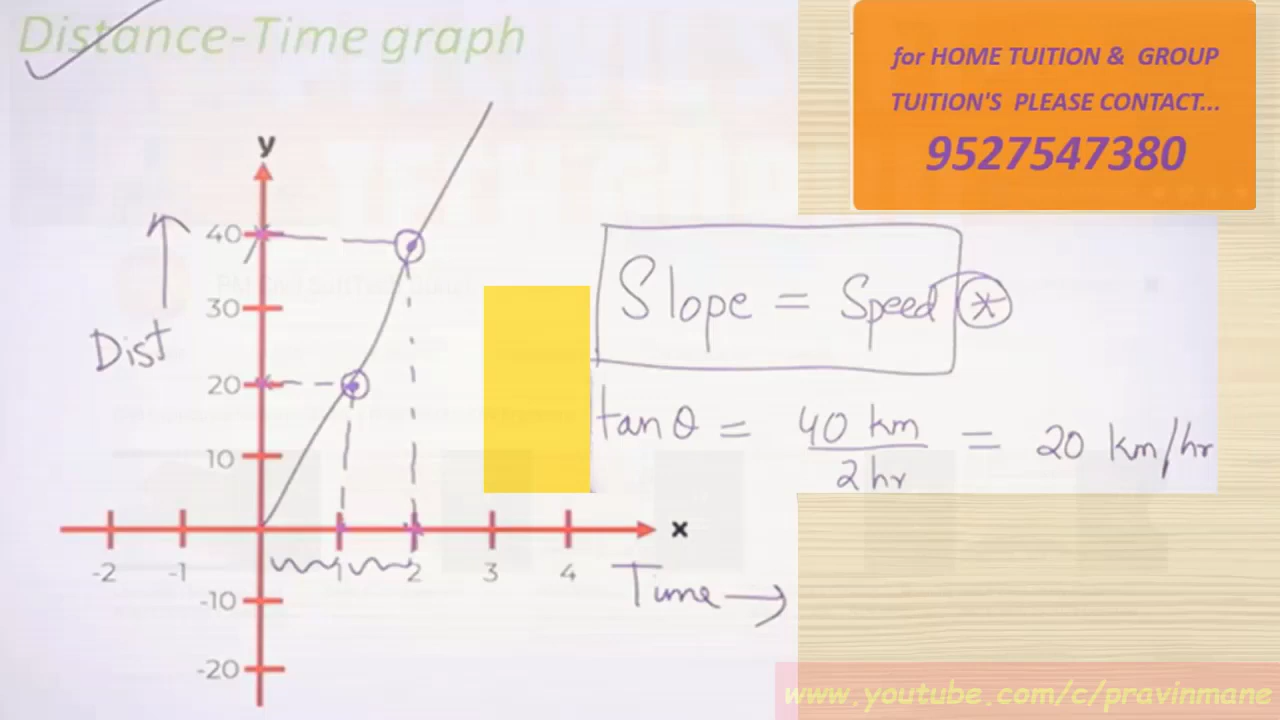 Distance-Time graph
for HOME TUITION & GROUP
TUITION'S PLEASE CONTACT...
9527547380
y
40
30
20
10
-10
-20
Dist
-2 -1 1 2 3 4
x
Time
Slope = Speed *
tan θ = 40 km / 2 hr = 20 km/hr
www.youtube.com/c/pravinmane